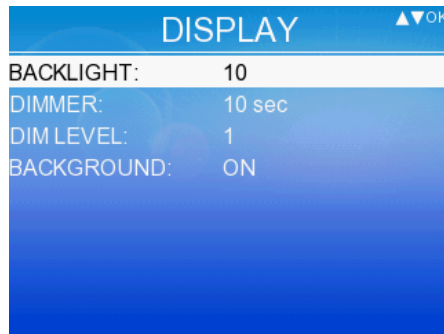 DISPLAY ▲▼OK
BACKLIGHT: 10
DIMMER: 10 sec
DIM LEVEL: 1
BACKGROUND: ON